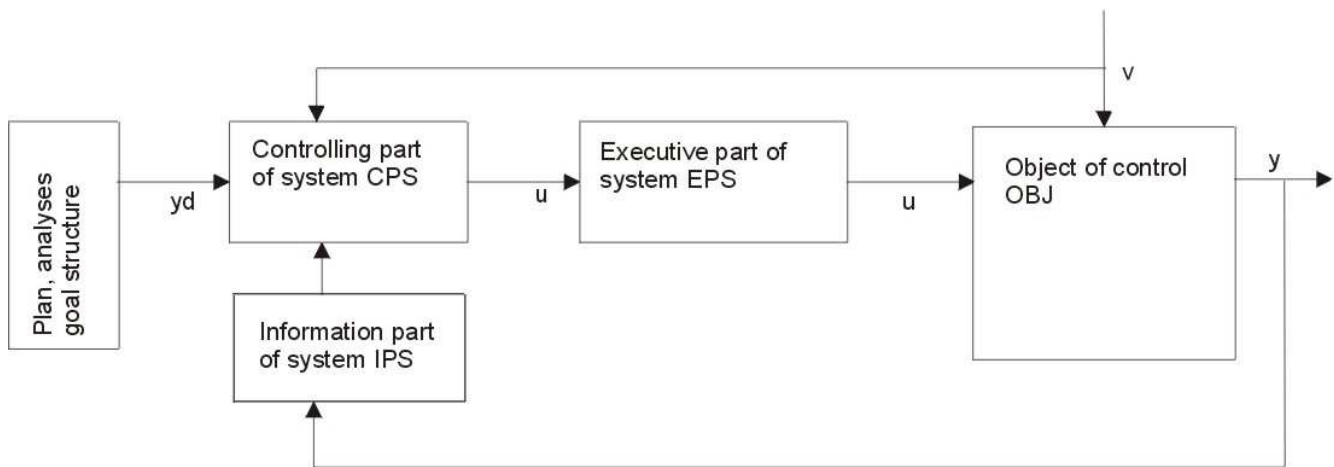 v
Plan, analyses
goal structure
yd
Controlling part
of system CPS
u
Executive part of
system EPS
u
Object of control
OBJ
y
Information part
of system IPS